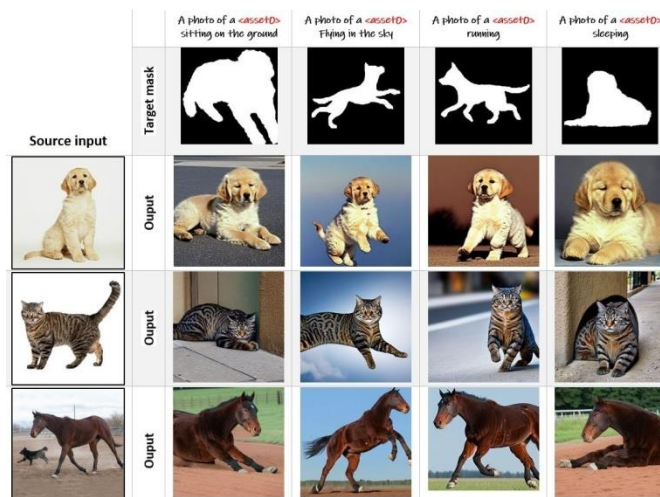 A photo of a <asset0>
sitting on the ground
A photo of a <asset0>
Flying in the sky
A photo of a <asset0>
running
A photo of a <asset0>
sleeping
Target mask
Source input
Ouput
Ouput
Ouput